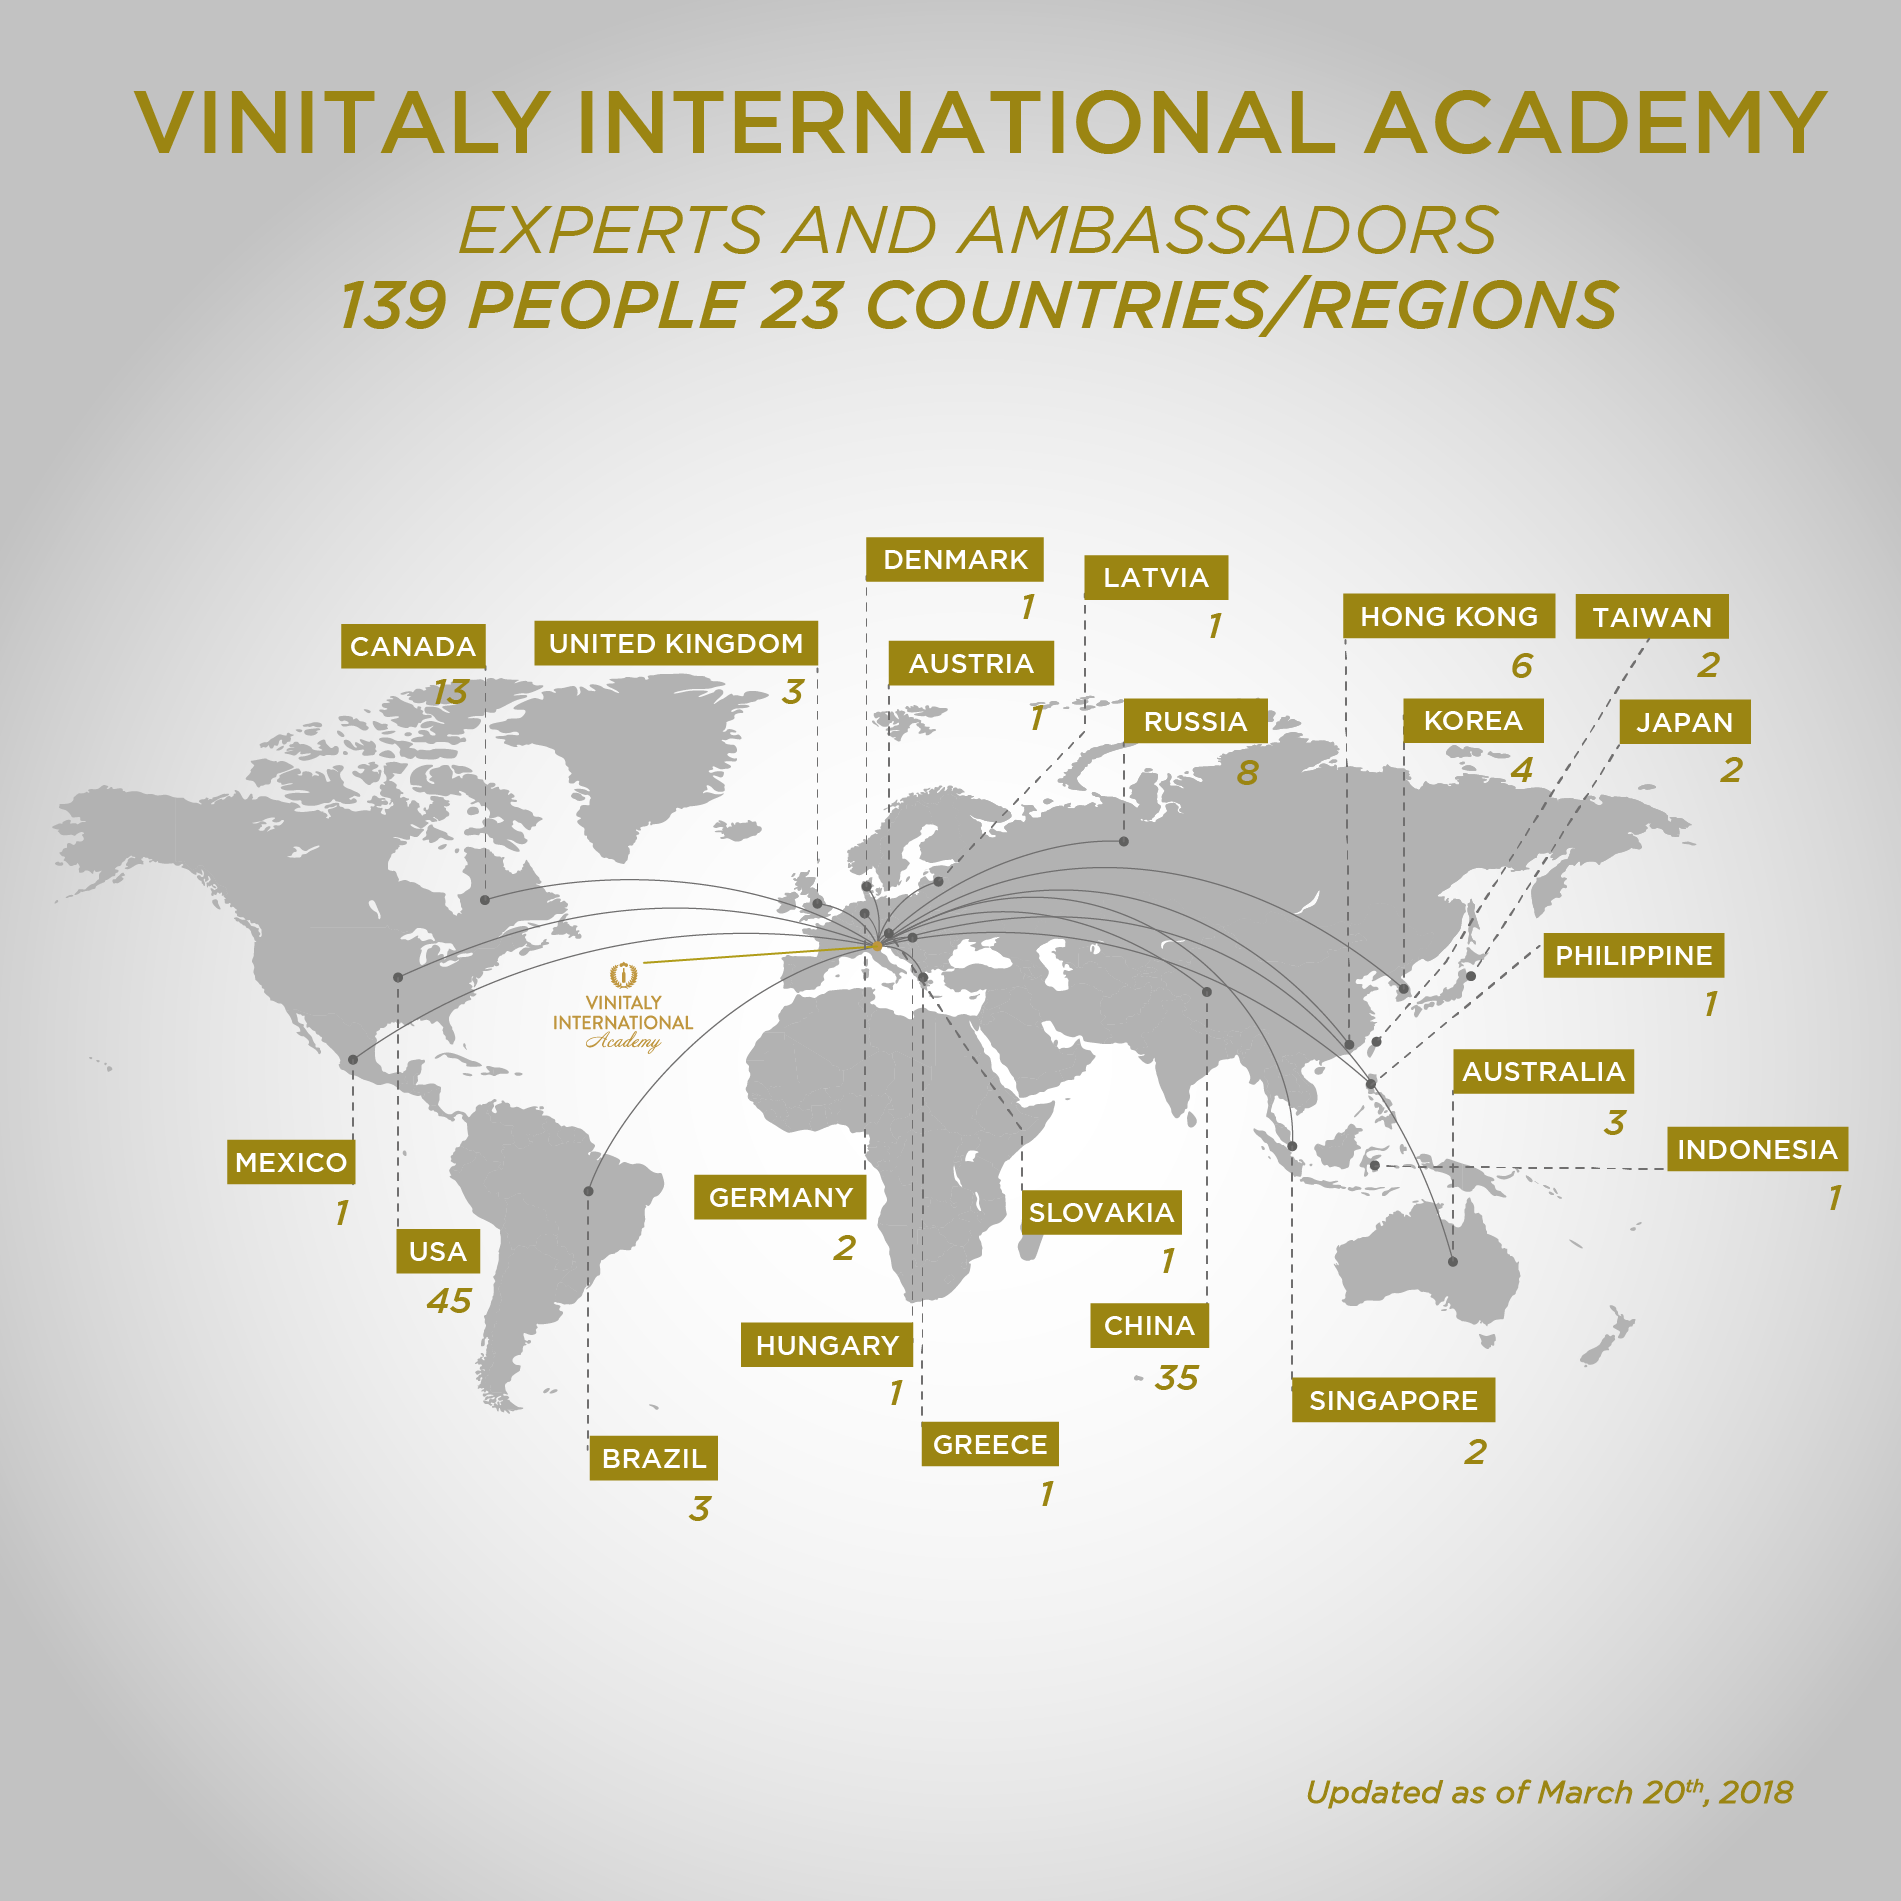 VINITALY INTERNATIONAL ACADEMY
EXPERTS AND AMBASSADORS
139 PEOPLE 23 COUNTRIES/REGIONS
DENMARK
1
LATVIA
1
CANADA
13
UNITED KINGDOM
3
AUSTRIA
1
HONG KONG
6
TAIWAN
2
RUSSIA
8
KOREA
4
JAPAN
2
PHILIPPINE
1
VINITALY
INTERNATIONAL
Academy
AUSTRALIA
3
INDONESIA
1
MEXICO
1
GERMANY
2
SLOVAKIA
1
USA
45
CHINA
35
HUNGARY
1
SINGAPORE
2
GREECE
1
BRAZIL
3
Updated as of March 20th, 2018